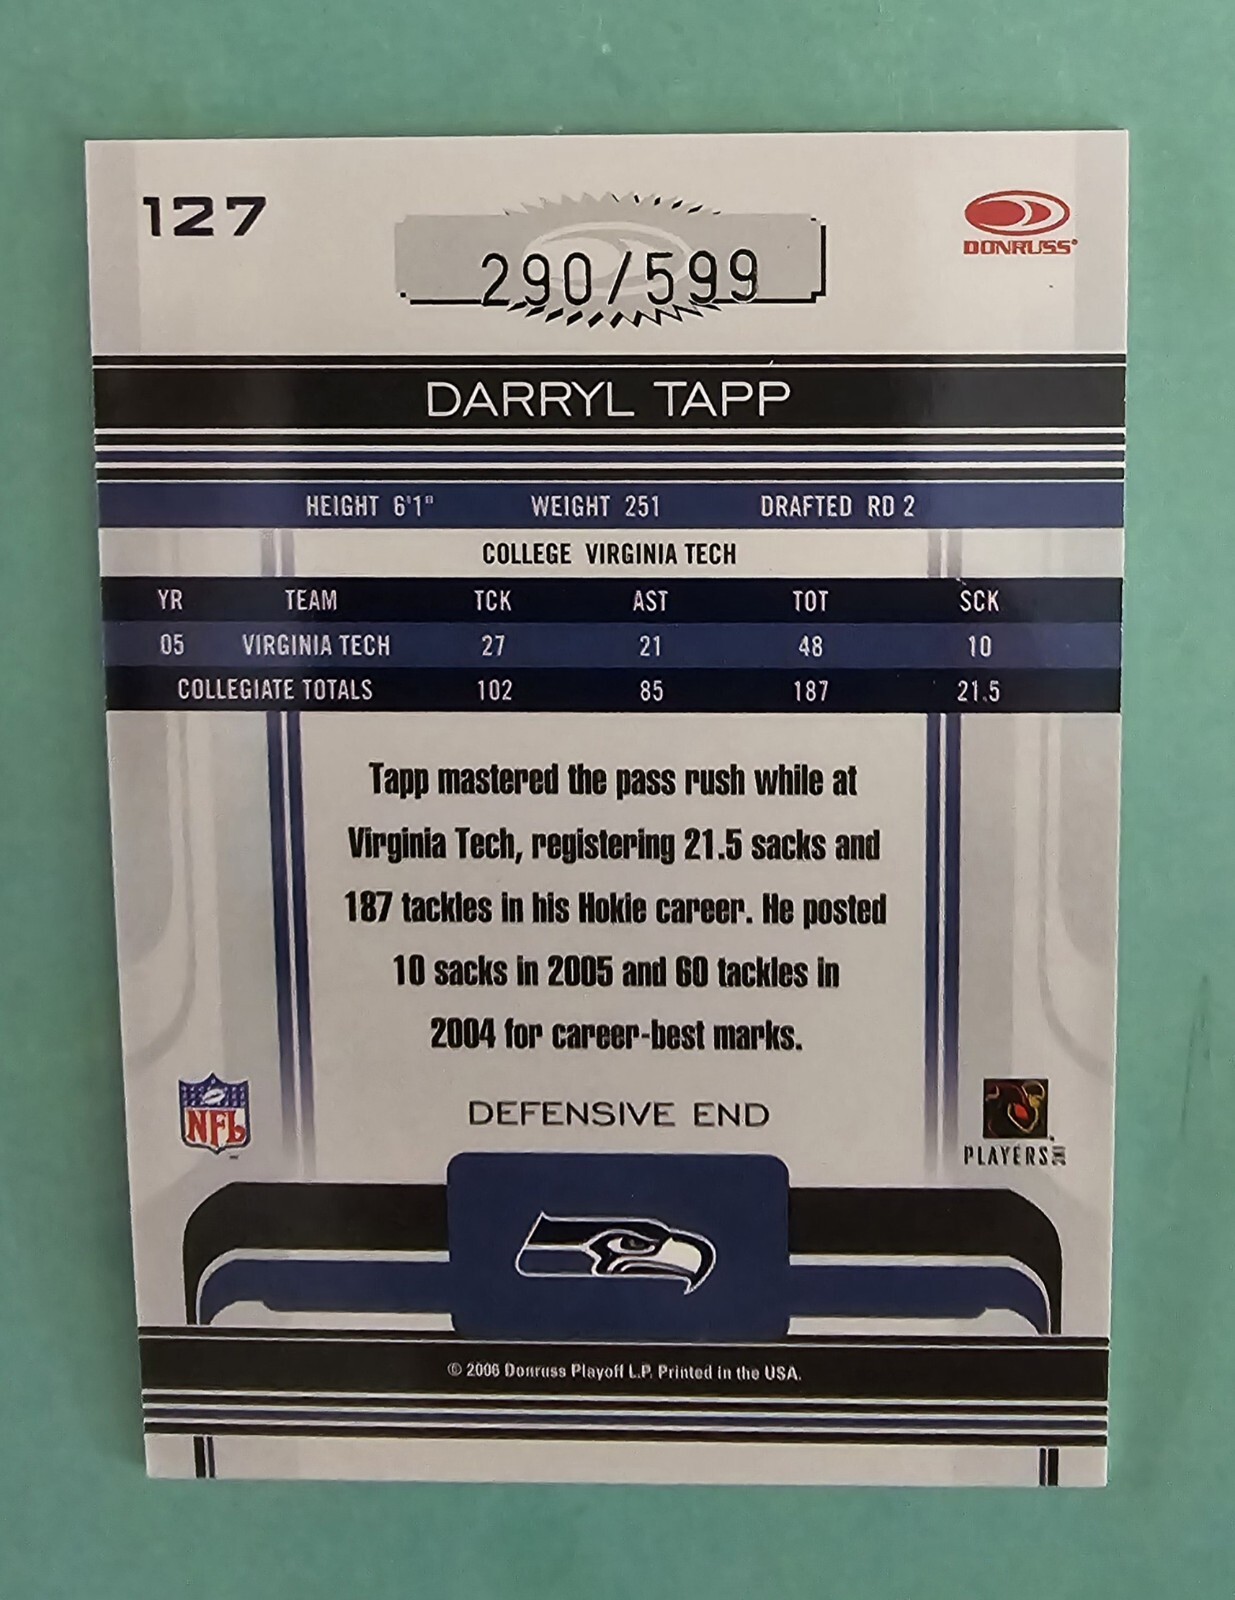 127
290/599
DONRUSS
DARRYL TAPP
HEIGHT 6'1" WEIGHT 251 DRAFTED RD 2
COLLEGE VIRGINIA TECH
YR TEAM TCK AST TOT SCK
05 VIRGINIA TECH 27 21 48 10
COLLEGIATE TOTALS 102 85 187 21.5
Tapp mastered the pass rush while at
Virginia Tech, registering 21.5 sacks and
187 tackles in his Hokie career. He posted
10 sacks in 2005 and 60 tackles in
2004 for career-best marks.
NFL
DEFENSIVE END
PLAYERS INC
© 2006 Donruss Playoff L.P. Printed in the USA.